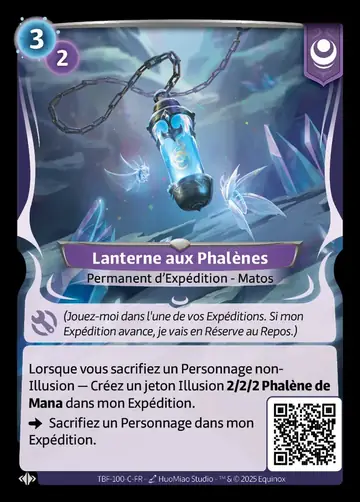 3
2
Lanterne aux Phalènes
Permanent d'Expédition - Matos
(Jouez-moi dans l'une de vos Expéditions. Si mon
Expédition avance, je vais en Réserve au Repos.)
Lorsque vous sacrifiez un Personnage non-
Illusion — Créez un jeton Illusion 2/2/2 Phalène de
Mana dans mon Expédition.
➜ Sacrifiez un Personnage dans mon
Expédition.
TBF-100-C-FR - HuoMiao Studio - ™ & © 2025 Equinox